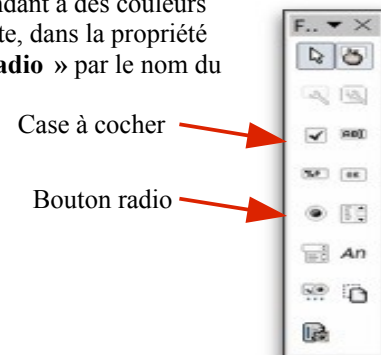 ndant à des couleurs
te, dans la propriété
adio » par le nom du
F..
Case à cocher
Bouton radio
An